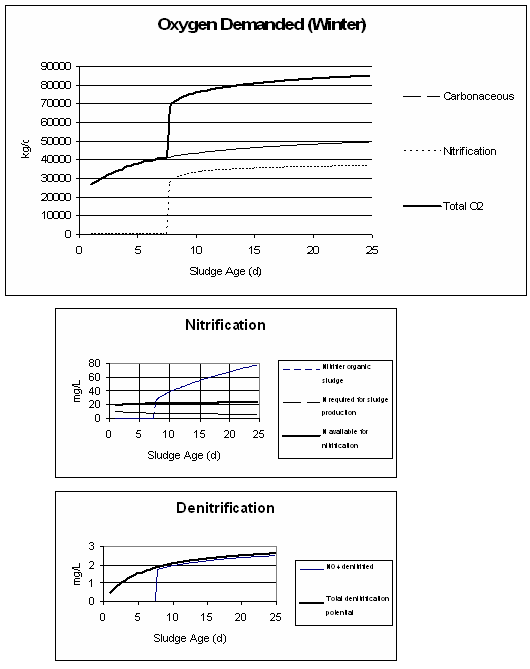 Oxygen Demanded (Winter)
90000
80000
70000
60000
50000
40000
30000
20000
10000
0
kg/d
0 5 10 15 20 25
Sludge Age (d)
Carbonaceous
Nitrification
Total O2
Nitrification
80
60
40
20
0
mg/L
0 5 10 15 20 25
Sludge Age (d)
organic
sludge
N required for sludge
production
N available for
nitrification
Denitrification
3
2
1
0
mg/L
0 5 10 15 20 25
Sludge Age (d)
denitrified
Total denitrification
potential